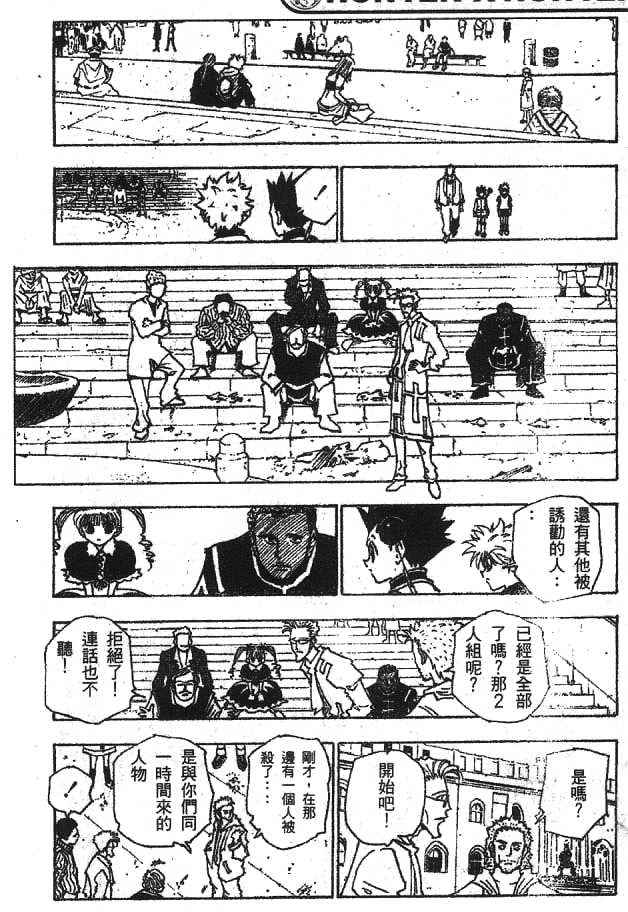 HUNTER×HUNTER
！
還有其他被
誘勸的人：
：
已經是全部
了嗎？那２
人組呢？
拒絕了！
連話也不
聽！
是嗎？
開始吧！
剛才，在那
邊有一個人被
殺了：：
是與你們同
一時間來的
人物
！